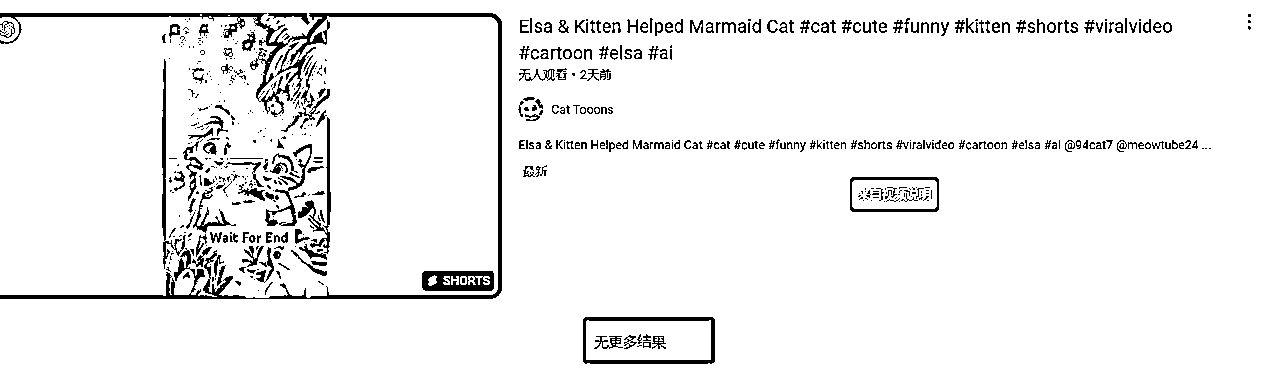 Elsa & Kitten Helped Marmaid Cat #cat #cute #funny #kitten #shorts #viralvideo
#cartoon #elsa #ai
无人观看・2天前
Cat Tooons
Elsa & Kitten Helped Marmaid Cat #cat #cute #funny #kitten #shorts #viralvideo #cartoon #elsa #ai @94cat7 @meowtube24 ...
最新
来自视频说明
Wait For End
SHORTS
无更多结果